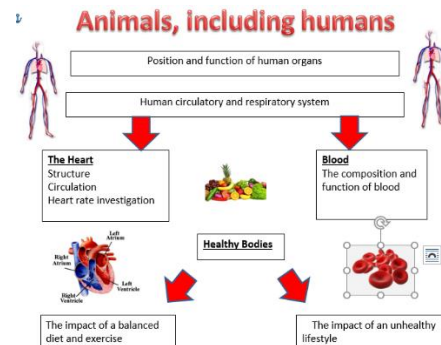 Animals, including humans
Position and function of human organs
Human circulatory and respiratory system
The Heart
Structure
Circulation
Heart rate investigation
Blood
The composition and
function of blood
Healthy Bodies
Left
Atrium
Right
Atrium
Right
Ventricle
Left
Ventricle
The impact of a balanced
diet and exercise
The impact of an unhealthy
lifestyle